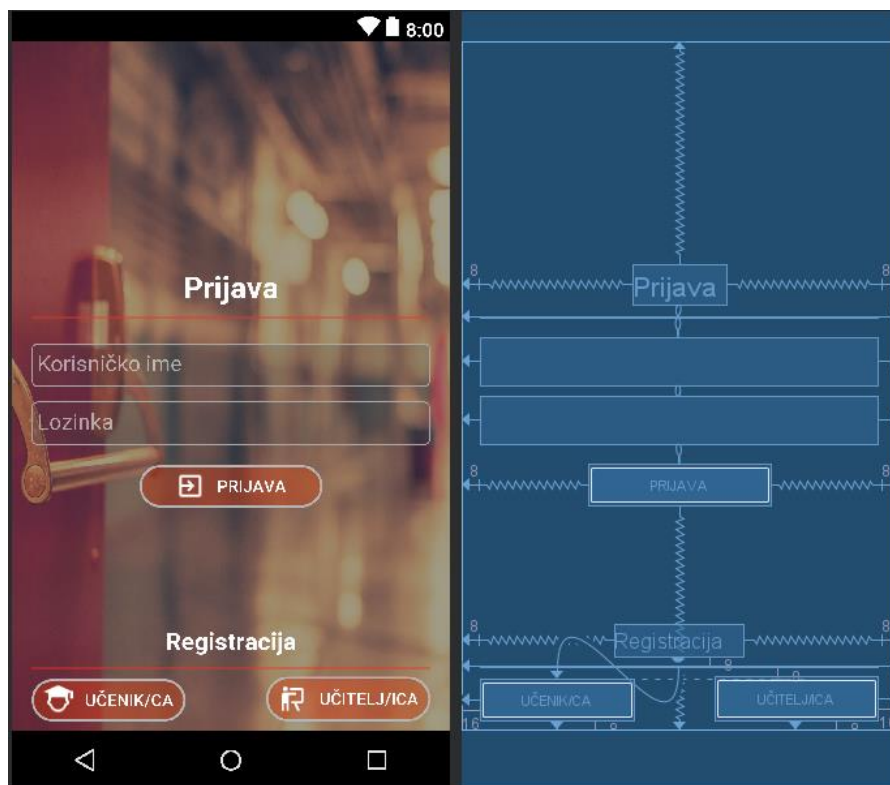 8:00
Prijava
Korisničko ime
Lozinka
PRIJAVA
Registracija
UČENIK/CA
UČITELJ/ICA
8
8
Prijava
8
8
PRIJAVA
8
8
Registracija
8
8
UČENIK/CA
UČITELJ/ICA
16
8
8